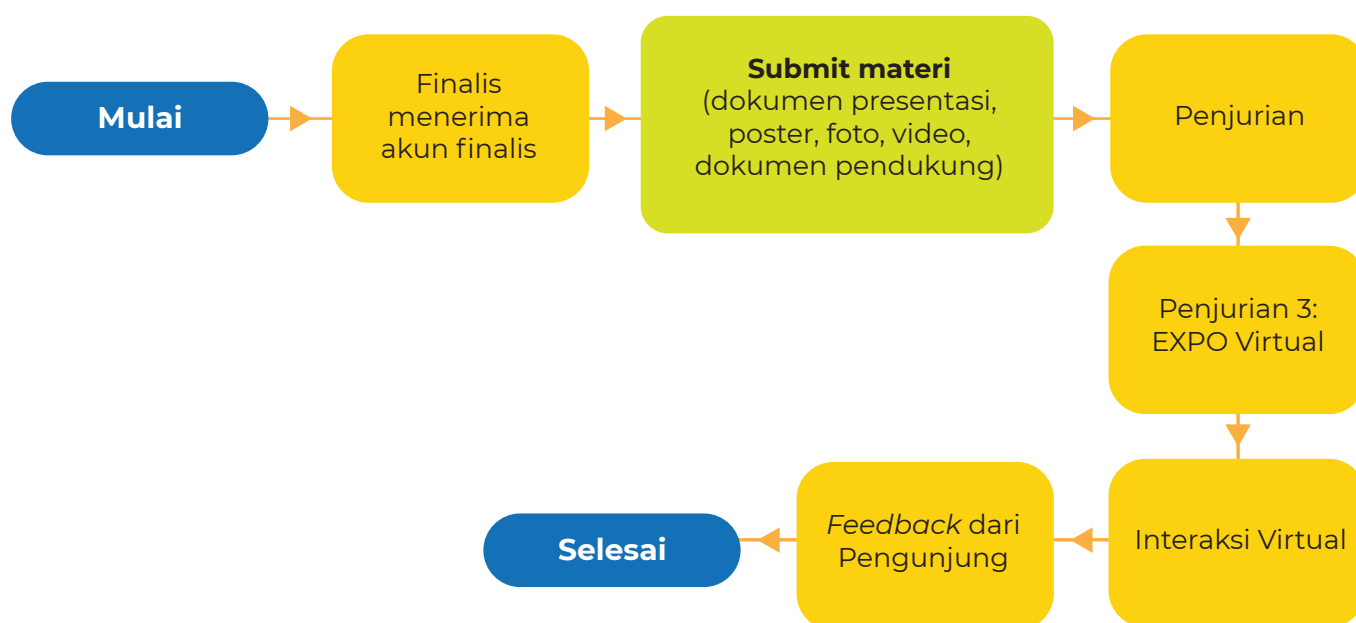 Mulai
Finalis
menerima
akun finalis
Submit materi
(dokumen presentasi,
poster, foto, video,
dokumen pendukung)
Penjurian
Penjurian 3:
EXPO Virtual
Interaksi Virtual
Feedback dari
Pengunjung
Selesai